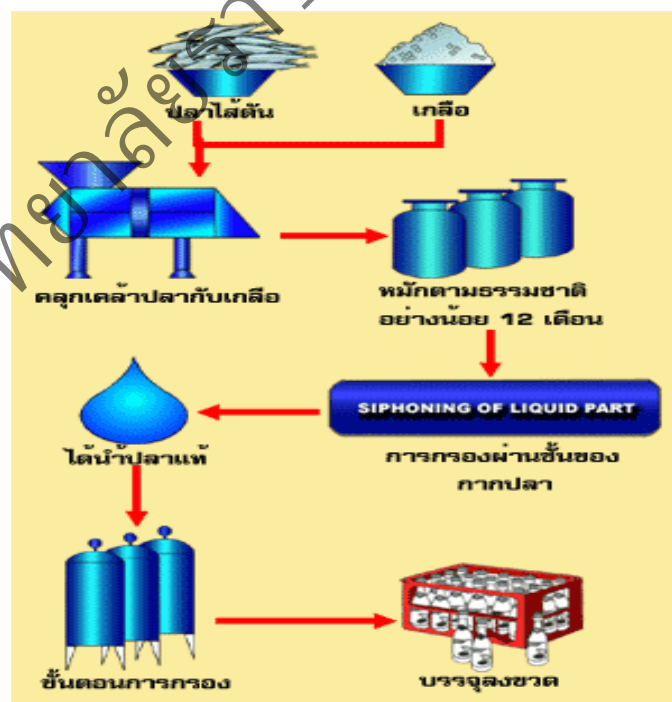 ปลาไส้ตัน
เกลือ
คลุกเคล้าปลากับเกลือ
หมักตามธรรมชาติ
อย่างน้อย 12 เดือน
SIPHONING OF LIQUID PART
การกรองผ่านชั้นของ
กากปลา
ได้น้ำปลาแท้
ขั้นตอนการกรอง
บรรจุลงขวด